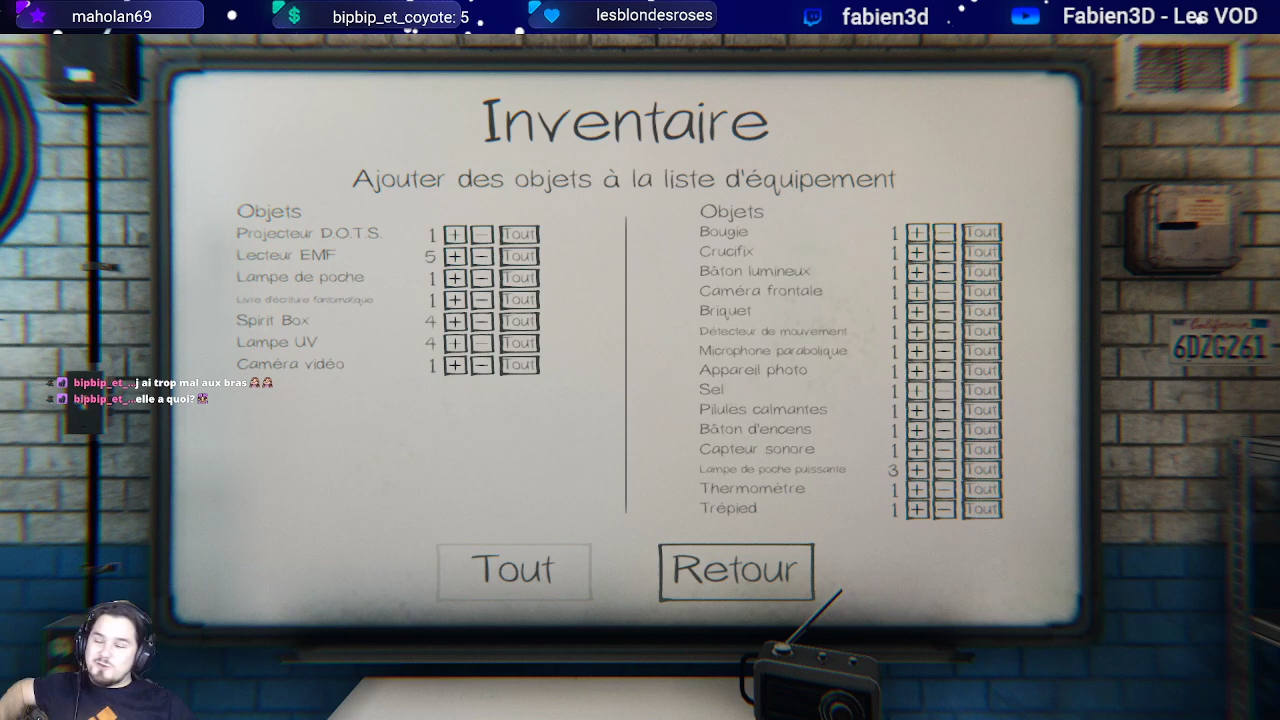 maholan69
bipbip_et_coyote: 5
lesblondesroses
fabien3d
Fabien3D - Les VOD
Inventaire
Ajouter des objets à la liste d'équipement
Objets
Projecteur D.O.T.S. 1 + − Tout
Lecteur EMF 5 + − Tout
Lampe de poche 1 + − Tout
Livre d'écriture fantomatique 1 + − Tout
Spirit Box 4 + − Tout
Lampe UV 4 + − Tout
Caméra vidéo 1 + − Tout
Objets
Bougie 1 + − Tout
Crucifix 1 + − Tout
Bâton lumineux 1 + − Tout
Caméra frontale 1 + − Tout
Briquet 1 + − Tout
Détecteur de mouvement 1 + − Tout
Microphone parabolique 1 + − Tout
Appareil photo 1 + − Tout
Sel 1 + − Tout
Pilules calmantes 1 + − Tout
Bâton d'encens 1 + − Tout
Capteur sonore 1 + − Tout
Lampe de poche puissante 3 + − Tout
Thermomètre 1 + − Tout
Trépied 1 + − Tout
Tout
Retour
bipbip_et_...j ai trop mal aux bras
bipbip_et_...elle a quoi?
California
6DZG261